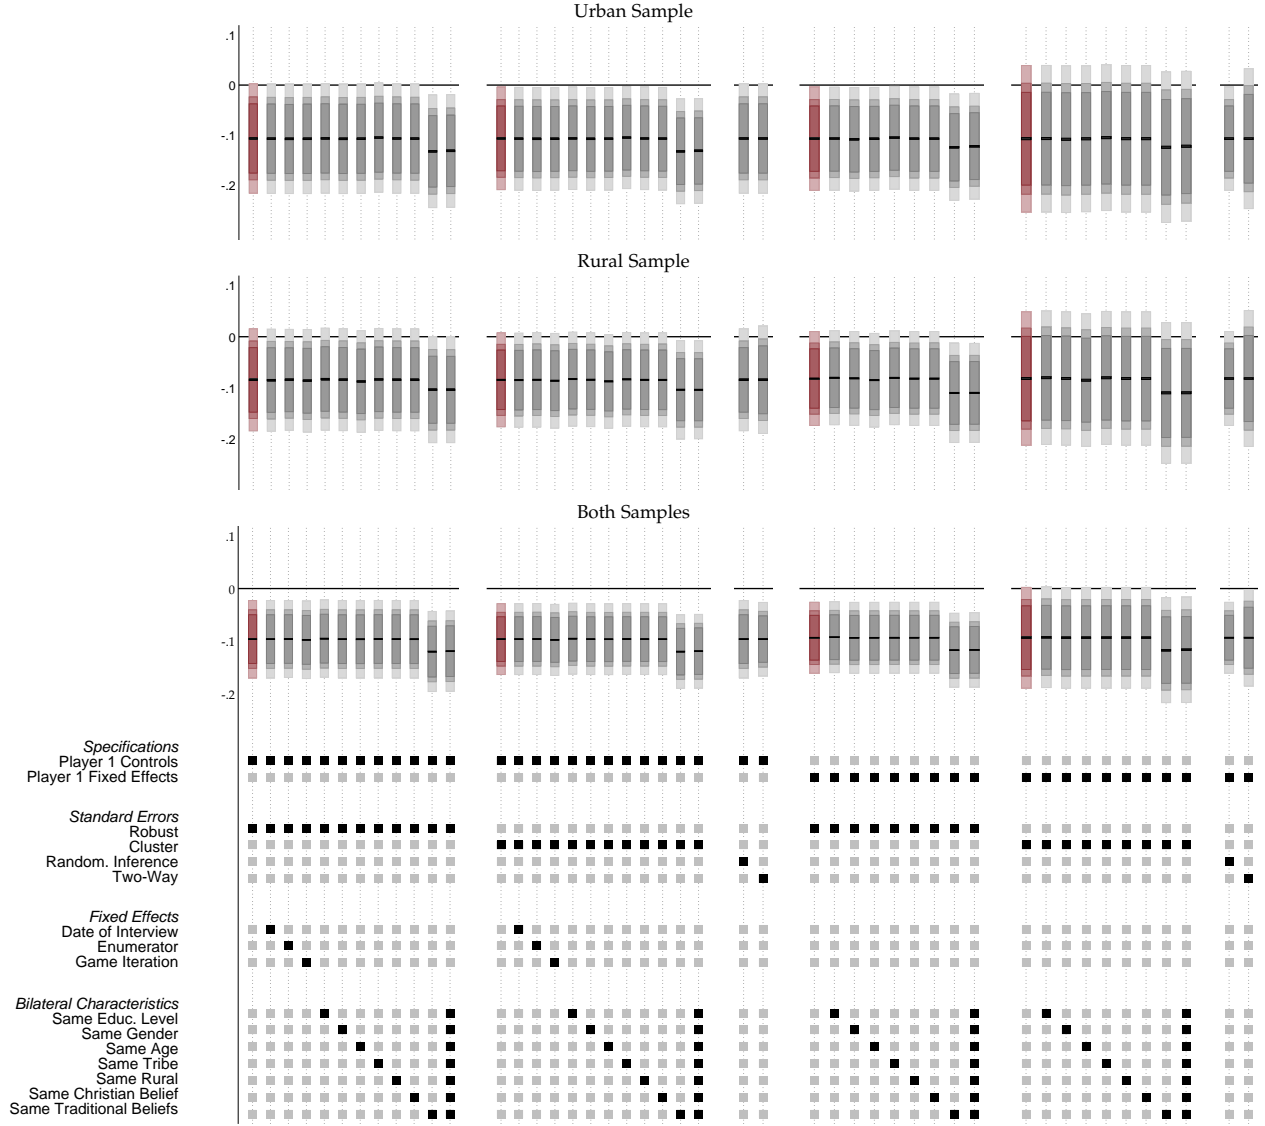 Urban Sample
.1
0
-.1
-.2
Rural Sample
.1
0
-.1
-.2
Both Samples
.1
0
-.1
-.2
Specifications
Player 1 Controls
Player 1 Fixed Effects
Standard Errors
Robust
Cluster
Random. Inference
Two-Way
Fixed Effects
Date of Interview
Enumerator
Game Iteration
Bilateral Characteristics
Same Educ. Level
Same Gender
Same Age
Same Tribe
Same Rural
Same Christian Belief
Same Traditional Beliefs